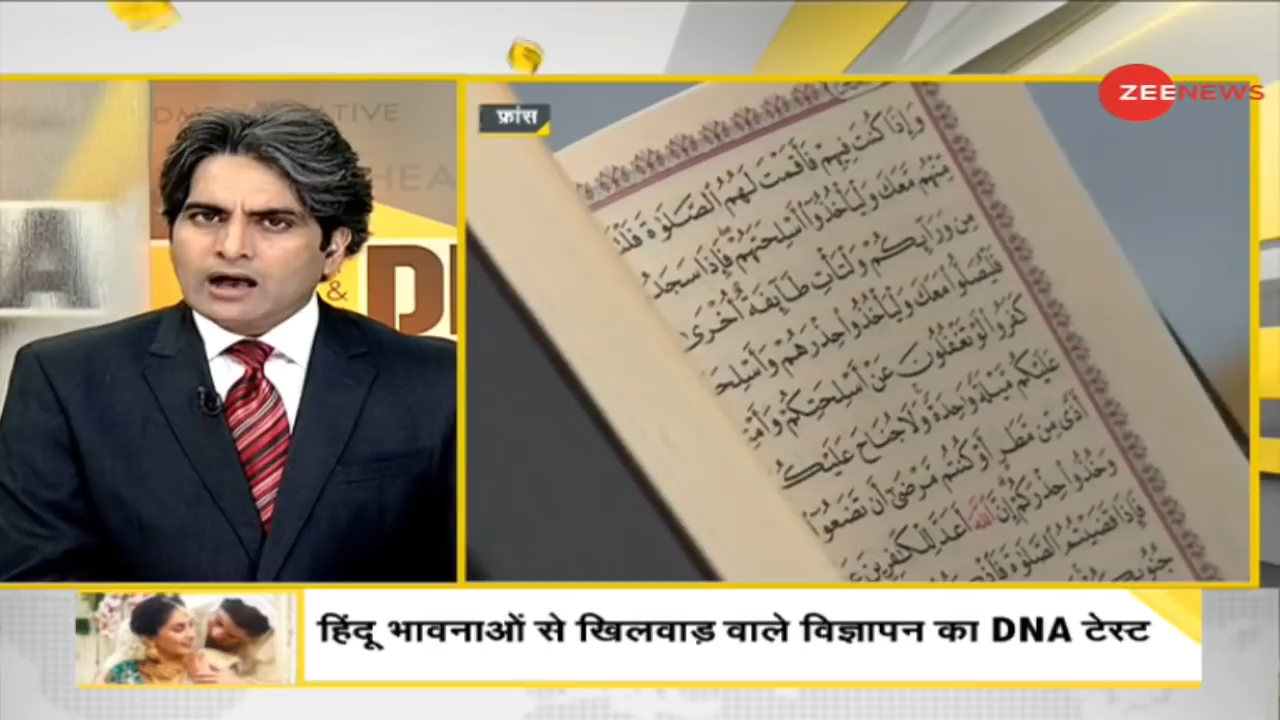 ZEENEWS
फ्रांस
A
&
وَإِذَا كُنتَ فِيهِمْ فَأَقَمْتَ لَهُمُ ٱلصَّلَوٰةَ
مِّنْهُم مَّعَكَ وَلْيَأْخُذُوٓا۟ أَسْلِحَتَهُمْ فَإِذَا سَجَدُ
مِن وَرَآئِكُمْ وَلْتَأْتِ طَآئِفَةٌ أُخْرَىٰ
فَلْيُصَلُّوا۟ مَعَكَ وَلْيَأْخُذُوا۟ حِذْرَهُمْ وَأَسْلِحَ
كَفَرُوا۟ لَوْ تَغْفُلُونَ عَنْ أَسْلِحَتِكُمْ وَأَمْ
عَلَيْكُم مَّيْلَةً وَٰحِدَةً وَلَا جُنَاحَ عَلَيْكُ
أَذًى مِّن مَّطَرٍ أَوْ كُنتُم مَّرْضَىٰٓ أَن تَضَعُوٓا۟
وَخُذُوا۟ حِذْرَكُمْ إِنَّ ٱللَّهَ أَعَدَّ لِلْكَٰفِرِينَ
فَإِذَا قَضَيْتُمُ ٱلصَّلَوٰةَ
हिंदू भावनाओं से खिलवाड़ वाले विज्ञापन का DNA टेस्ट